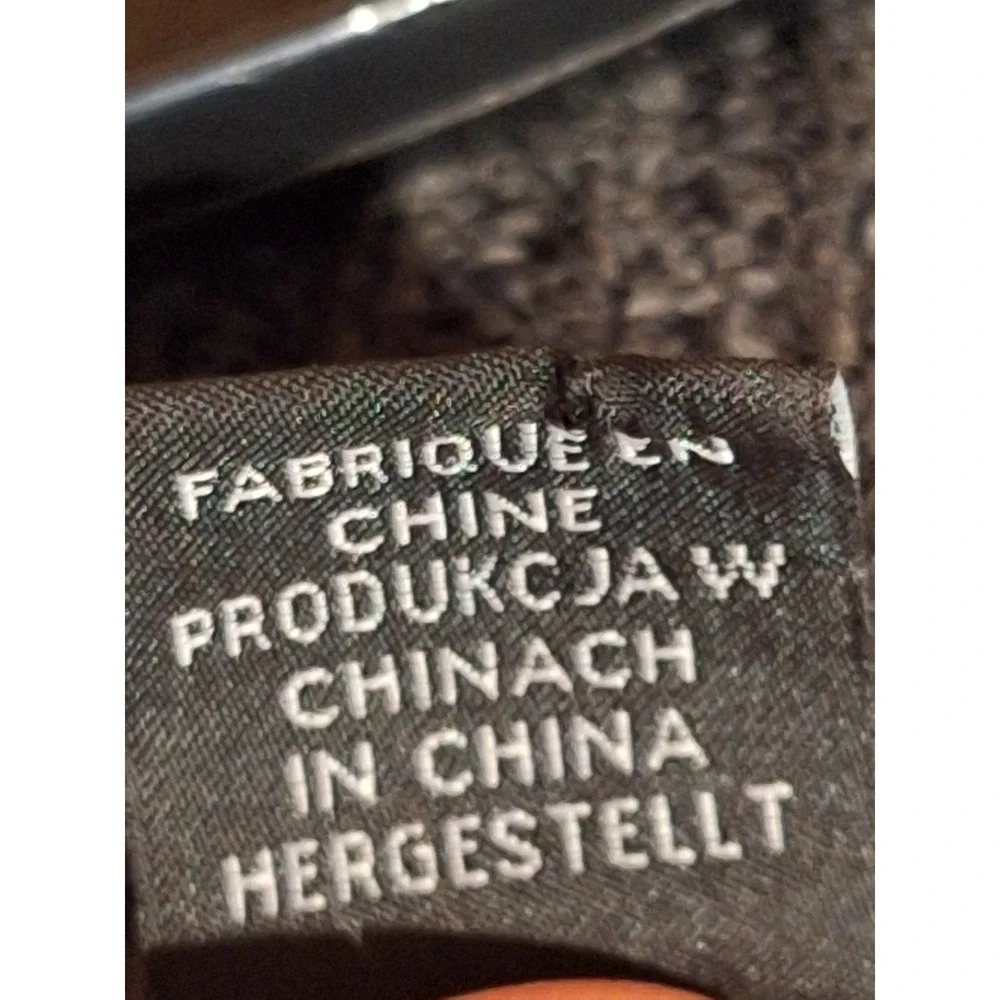 FABRIQUE EN
CHINE
PRODUKCJA W
CHINACH
IN CHINA
HERGESTELLT